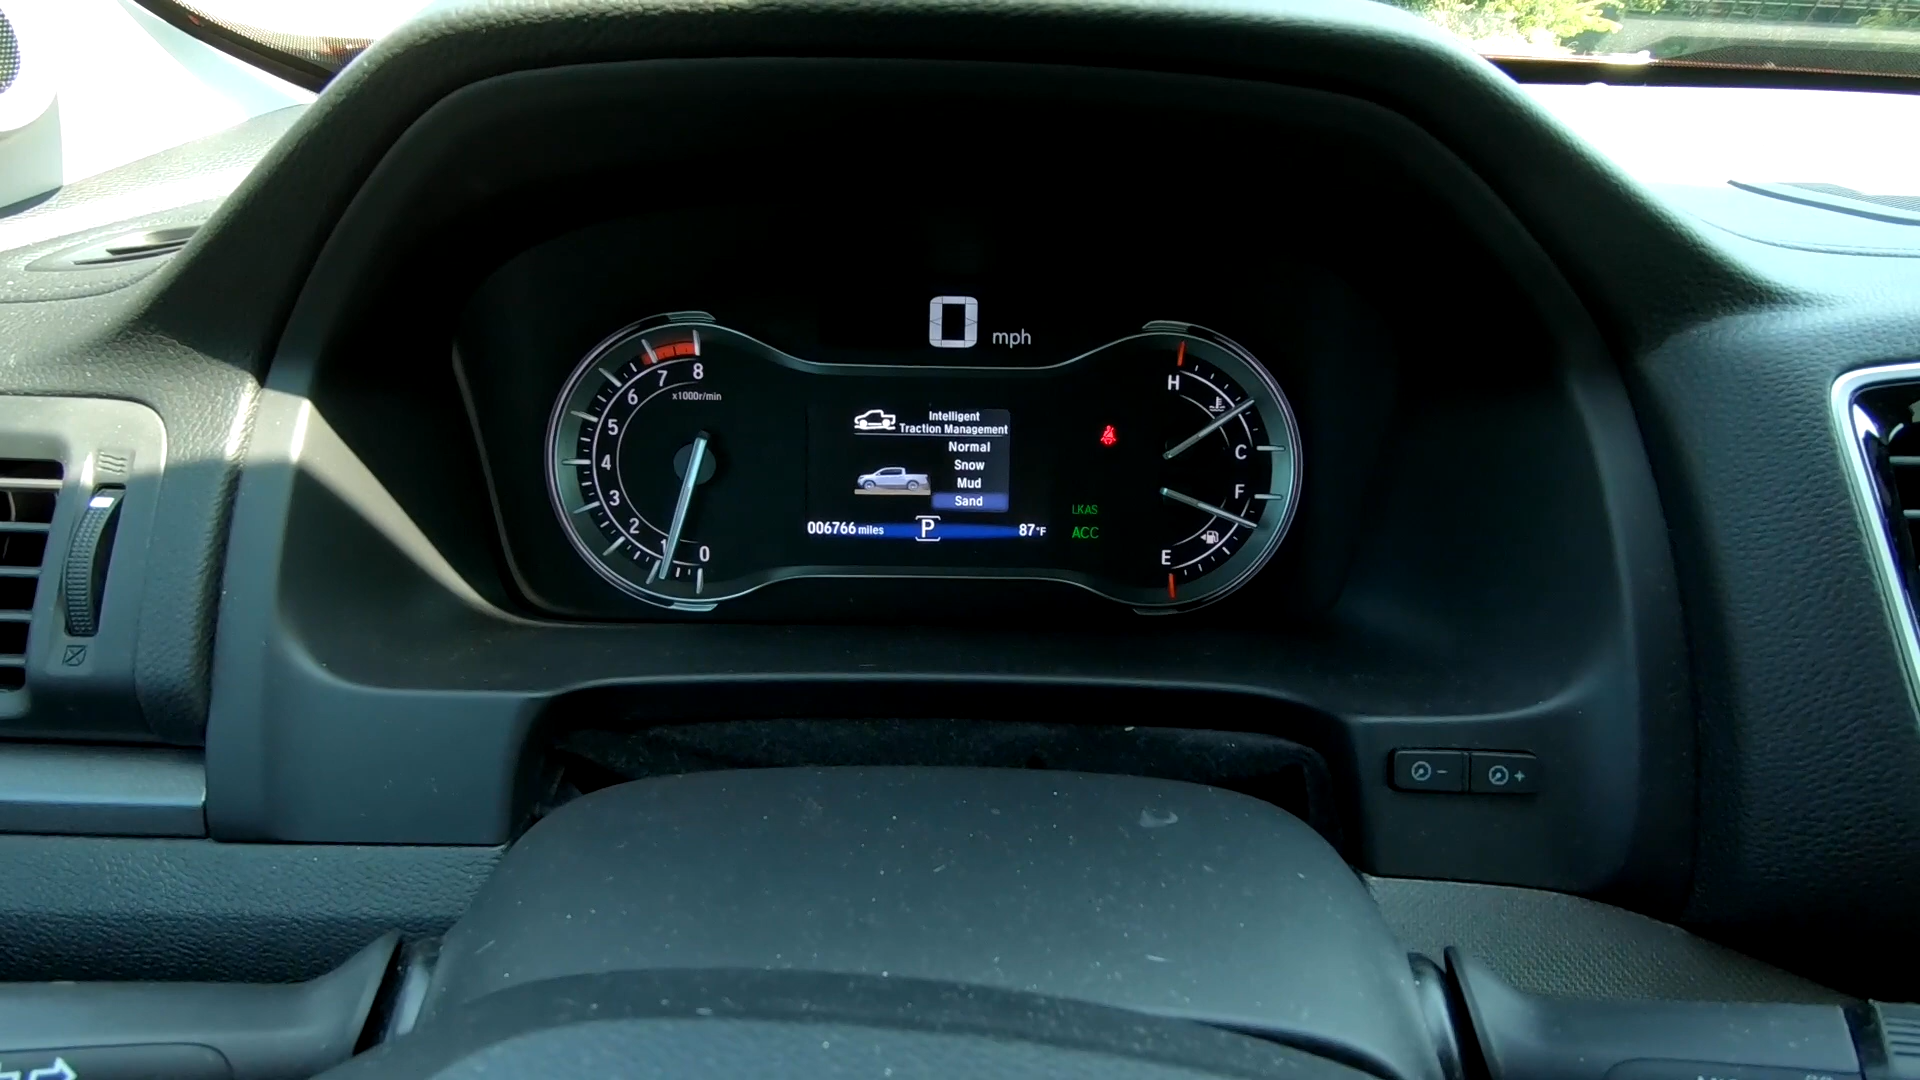 0 mph
8
7
6
x1000r/min
5
4
3
2
1
0
Intelligent
Traction Management
Normal
Snow
Mud
Sand
006766 miles
P
87°F
LKAS
ACC
H
C
F
E
-
+